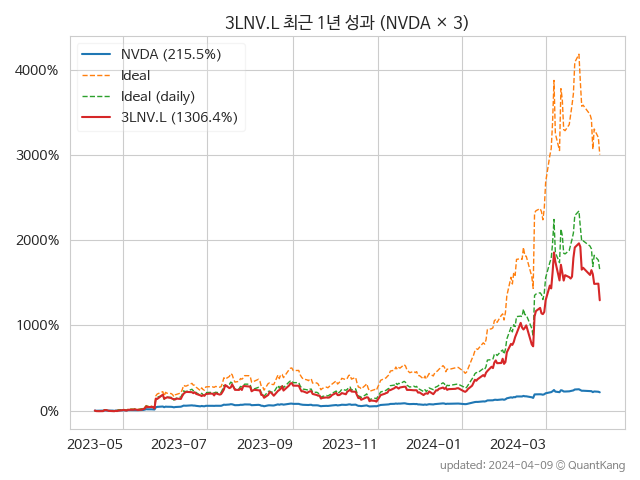 3LNV.L 최근 1년 성과 (NVDA × 3)
NVDA (215.5%)
Ideal
Ideal (daily)
3LNV.L (1306.4%)
4000%
3000%
2000%
1000%
0%
2023-05 2023-07 2023-09 2023-11 2024-01 2024-03
updated: 2024-04-09 © QuantKang